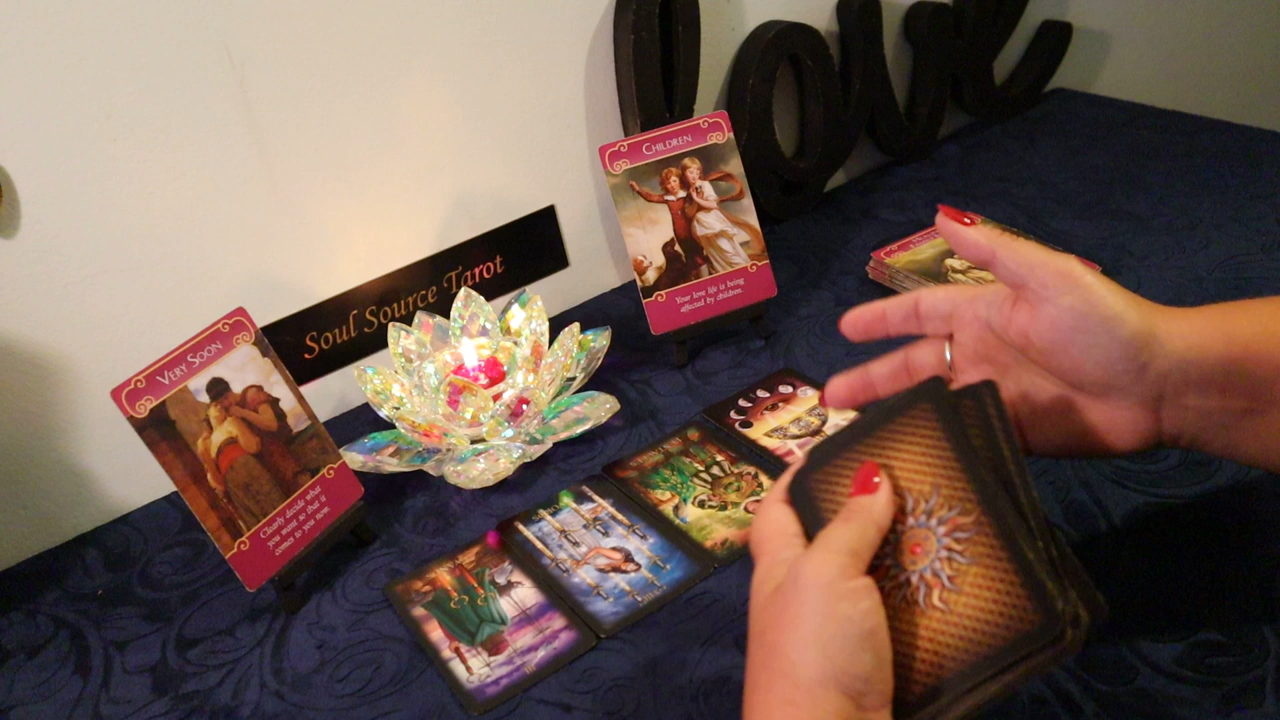 love
CHILDREN
Your love life is being
affected by children.
Soul Source Tarot
VERY SOON
Clearly decide what
you want so that it
comes to you now.